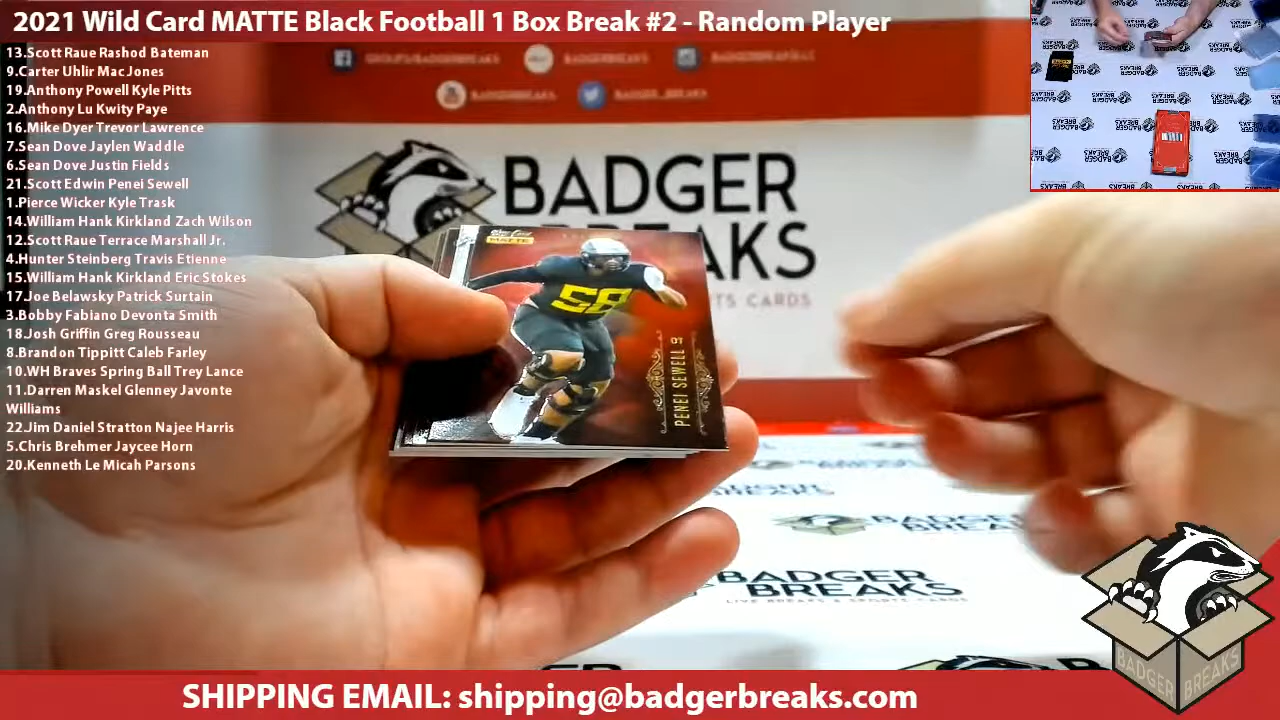 2021 Wild Card MATTE Black Football 1 Box Break #2 - Random Player
13.Scott Raue Rashod Bateman
9.Carter Uhlir Mac Jones
19.Anthony Powell Kyle Pitts
2.Anthony Lu Kwity Paye
16.Mike Dyer Trevor Lawrence
7.Sean Dove Jaylen Waddle
6.Sean Dove Justin Fields
21.Scott Edwin Penei Sewell
1.Pierce Wicker Kyle Trask
14.William Hank Kirkland Zach Wilson
12.Scott Raue Terrace Marshall Jr.
4.Hunter Steinberg Travis Etienne
15.William Hank Kirkland Eric Stokes
17.Joe Belawsky Patrick Surtain
3.Bobby Fabiano Devonta Smith
18.Josh Griffin Greg Rousseau
8.Brandon Tippitt Caleb Farley
10.WH Braves Spring Ball Trey Lance
11.Darren Maskel Glenney Javonte
Williams
22.Jim Daniel Stratton Najee Harris
5.Chris Brehmer Jaycee Horn
20.Kenneth Le Micah Parsons
BADGER
BREAKS
TS CARDS
MATTE
58
PENEI SEWELL
BADGER
BREAKS
BADGER BREAKS
SHIPPING EMAIL: shipping@badgerbreaks.com